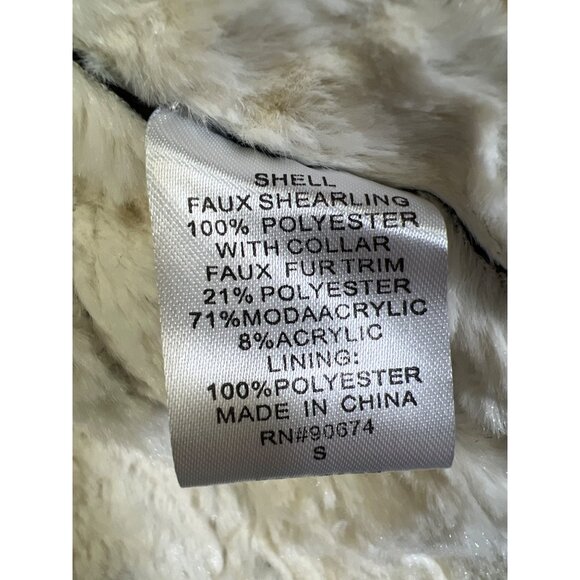 SHELL
FAUX SHEARLING
100% POLYESTER
WITH COLLAR
FAUX FUR TRIM
21% POLYESTER
71%MODAACRYLIC
8%ACRYLIC
LINING:
100%POLYESTER
MADE IN CHINA
RN#90674
S